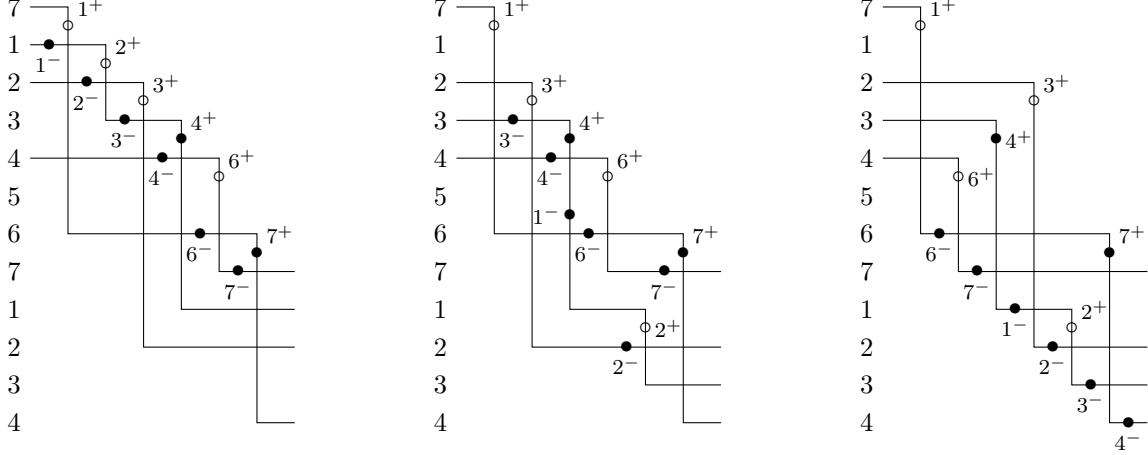 7 1⁺ 7 1⁺ 7 1⁺
1 2⁺ 1 1
1⁻
2 3⁺ 2 3⁺ 2 3⁺
2⁻
3 4⁺ 3 4⁺ 3
3⁻ 3⁻ 4⁺
4 6⁺ 4 6⁺ 4
4⁻ 4⁻ 6⁺
5 5 5
1⁻
6 7⁺ 6 7⁺ 6 7⁺
6⁻ 6⁻ 6⁻
7 7 7
7⁻ 7⁻ 7⁻
1 1 1 2⁺
2⁺ 1⁻
2 2 2
2⁻ 2⁻
3 3 3
3⁻
4 4 4
4⁻